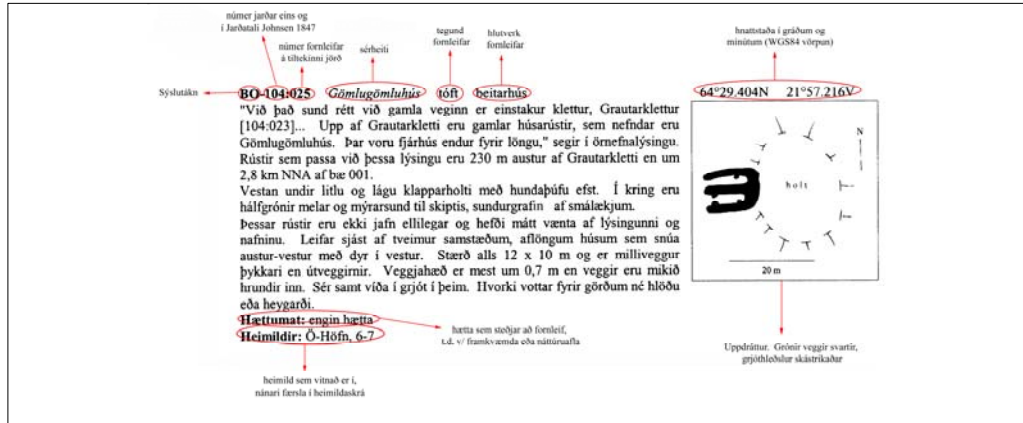 númer jarðar eins og
í Jarðatali Johnsen 1847
númer fornleifar
á tiltekinni jörð
sérheiti
tegund
fornleifar
hlutverk
fornleifar
hnattstaða í gráðum og
mínútum (WGS84 vörpun)
Sýslutákn
BO-104:025 Gömlugömluhús tóft beitarhús
64°29.404N 21°57.216V
"Við það sund rétt við gamla veginn er einstakur klettur, Grautarklettur
[104:023]... Upp af Grautarkletti eru gamlar húsarústir, sem nefndar eru
Gömlugömluhús. Þar voru fjárhús endur fyrir löngu," segir í örnefnalýsingu.
Rústir sem passa við þessa lýsingu eru 230 m austur af Grautarkletti en um
2,8 km NNA af bæ 001.
Vestan undir litlu og lágu klapparholti með hundaþúfu efst. Í kring eru
hálfgrónir melar og mýrarsund til skiptis, sundurgrafin af smálækjum.
Þessar rústir eru ekki jafn ellilegar og hefði mátt vænta af lýsingunni og
nafninu. Leifar sjást af tveimur samstæðum, aflöngum húsum sem snúa
austur-vestur með dyr í vestur. Stærð alls 12 x 10 m og er milliveggur
þykkari en útveggirnir. Veggjahæð er mest um 0,7 m en veggir eru mikið
hrundir inn. Sér samt víða í grjót í þeim. Hvorki vottar fyrir görðum né hlöðu
eða heygarði.
Hættumat: engin hætta
Heimildir: Ö-Höfn, 6-7
N
holt
20 m
hætta sem steðjar að fornleif,
t.d. v/ framkvæmda eða náttúruafla
Uppdráttur. Grónir veggir svartir,
grjóthleðslur skástrikaðar
heimild sem vitnað er í,
nánari færsla í heimildaskrá